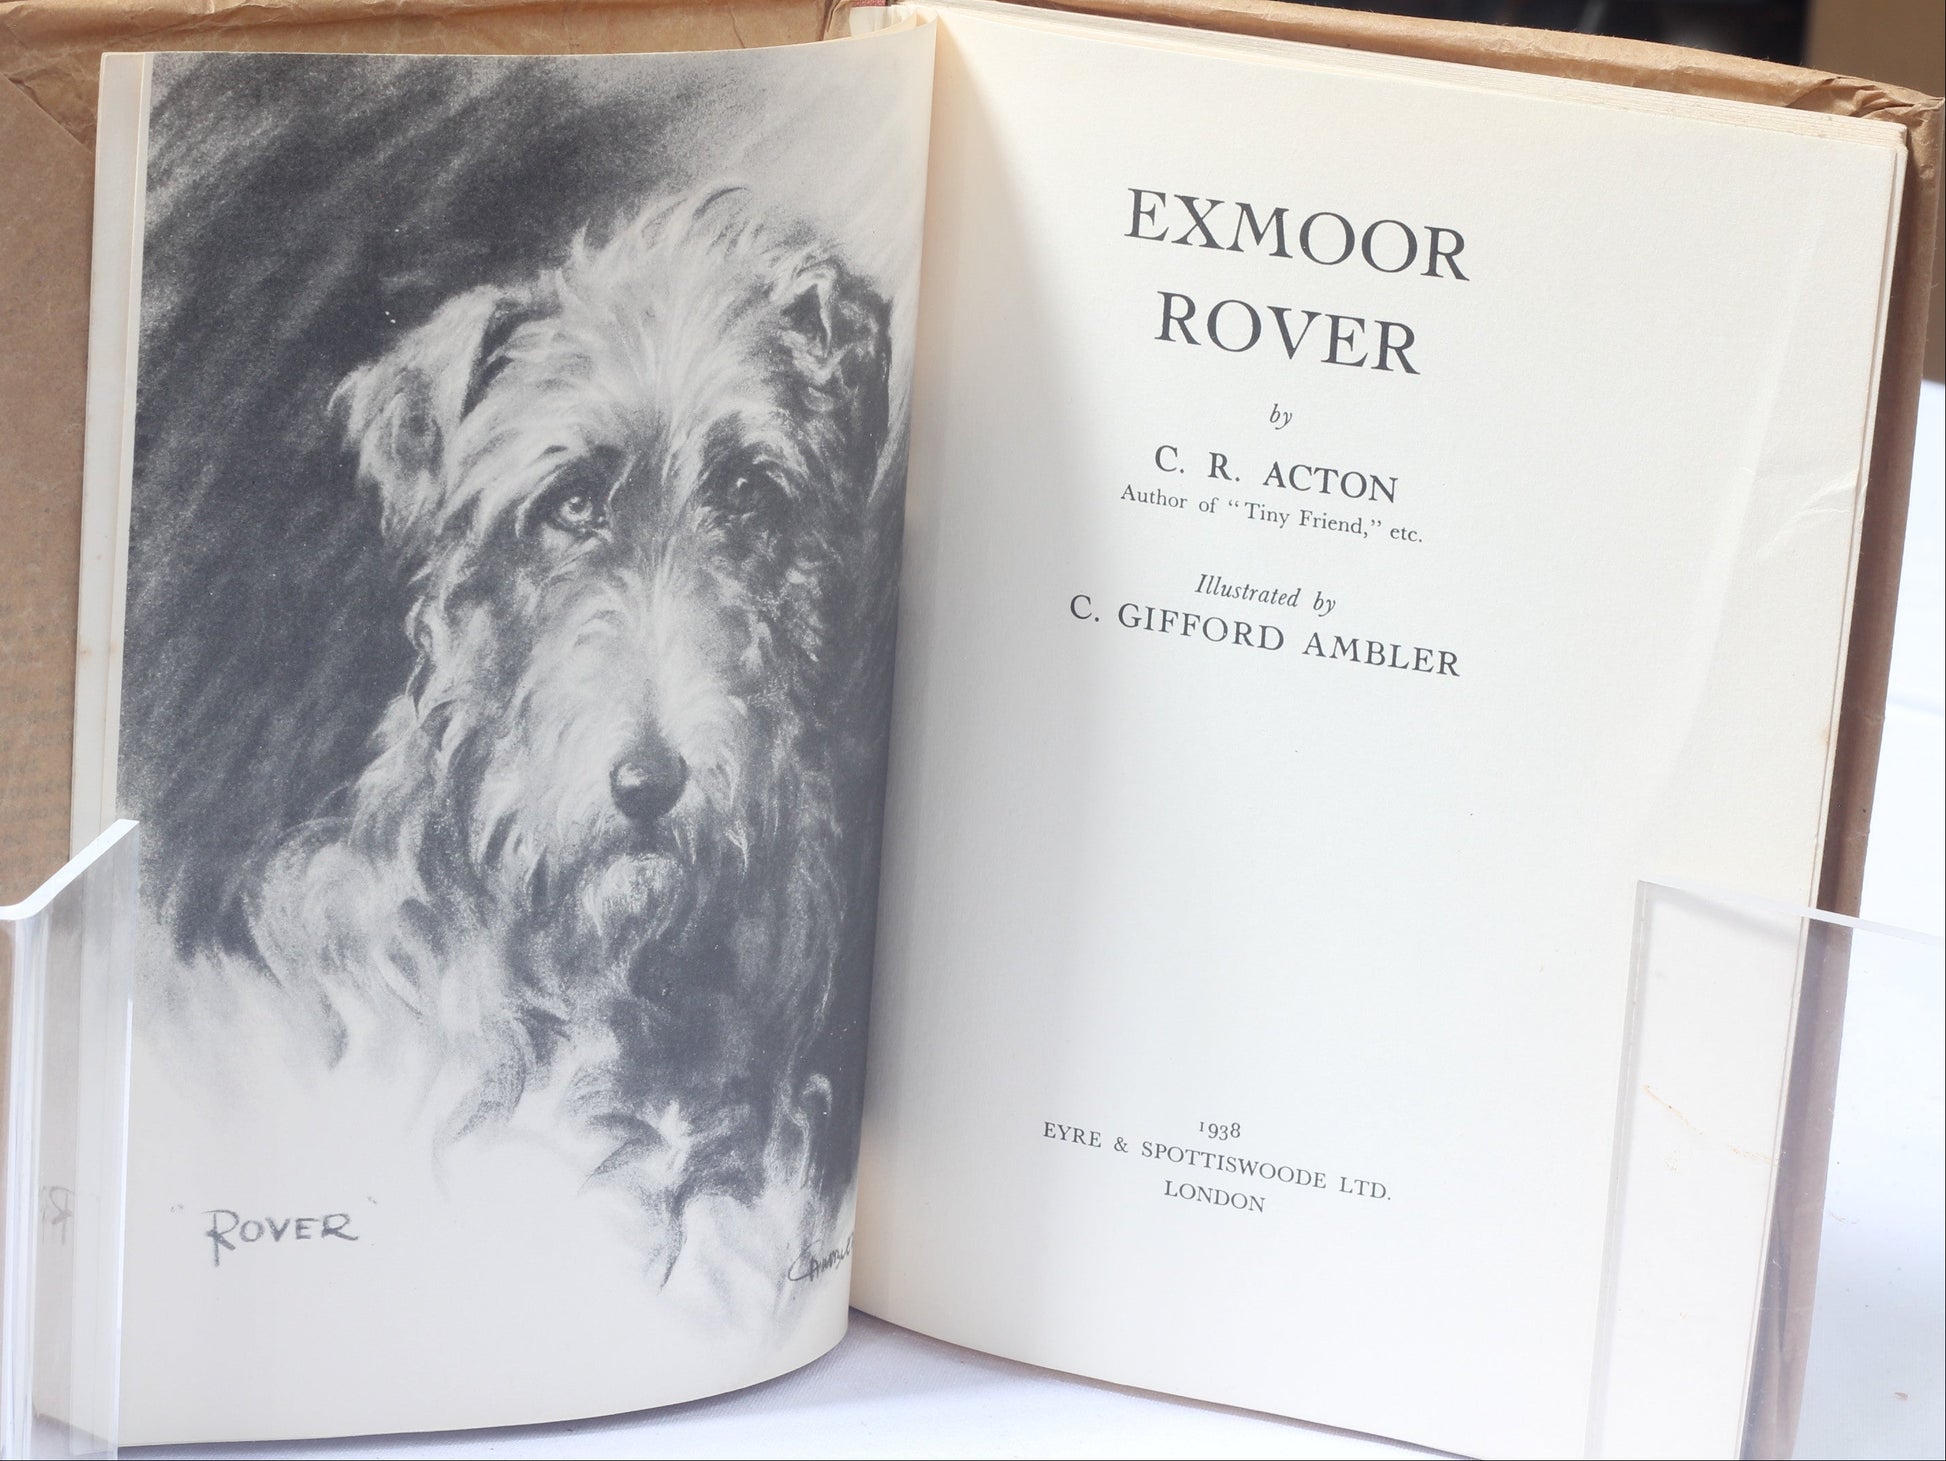 "ROVER"
EXMOOR
ROVER
by
C. R. ACTON
Author of “Tiny Friend,” etc.
Illustrated by
C. GIFFORD AMBLER
1938
EYRE & SPOTTISWOODE LTD.
LONDON